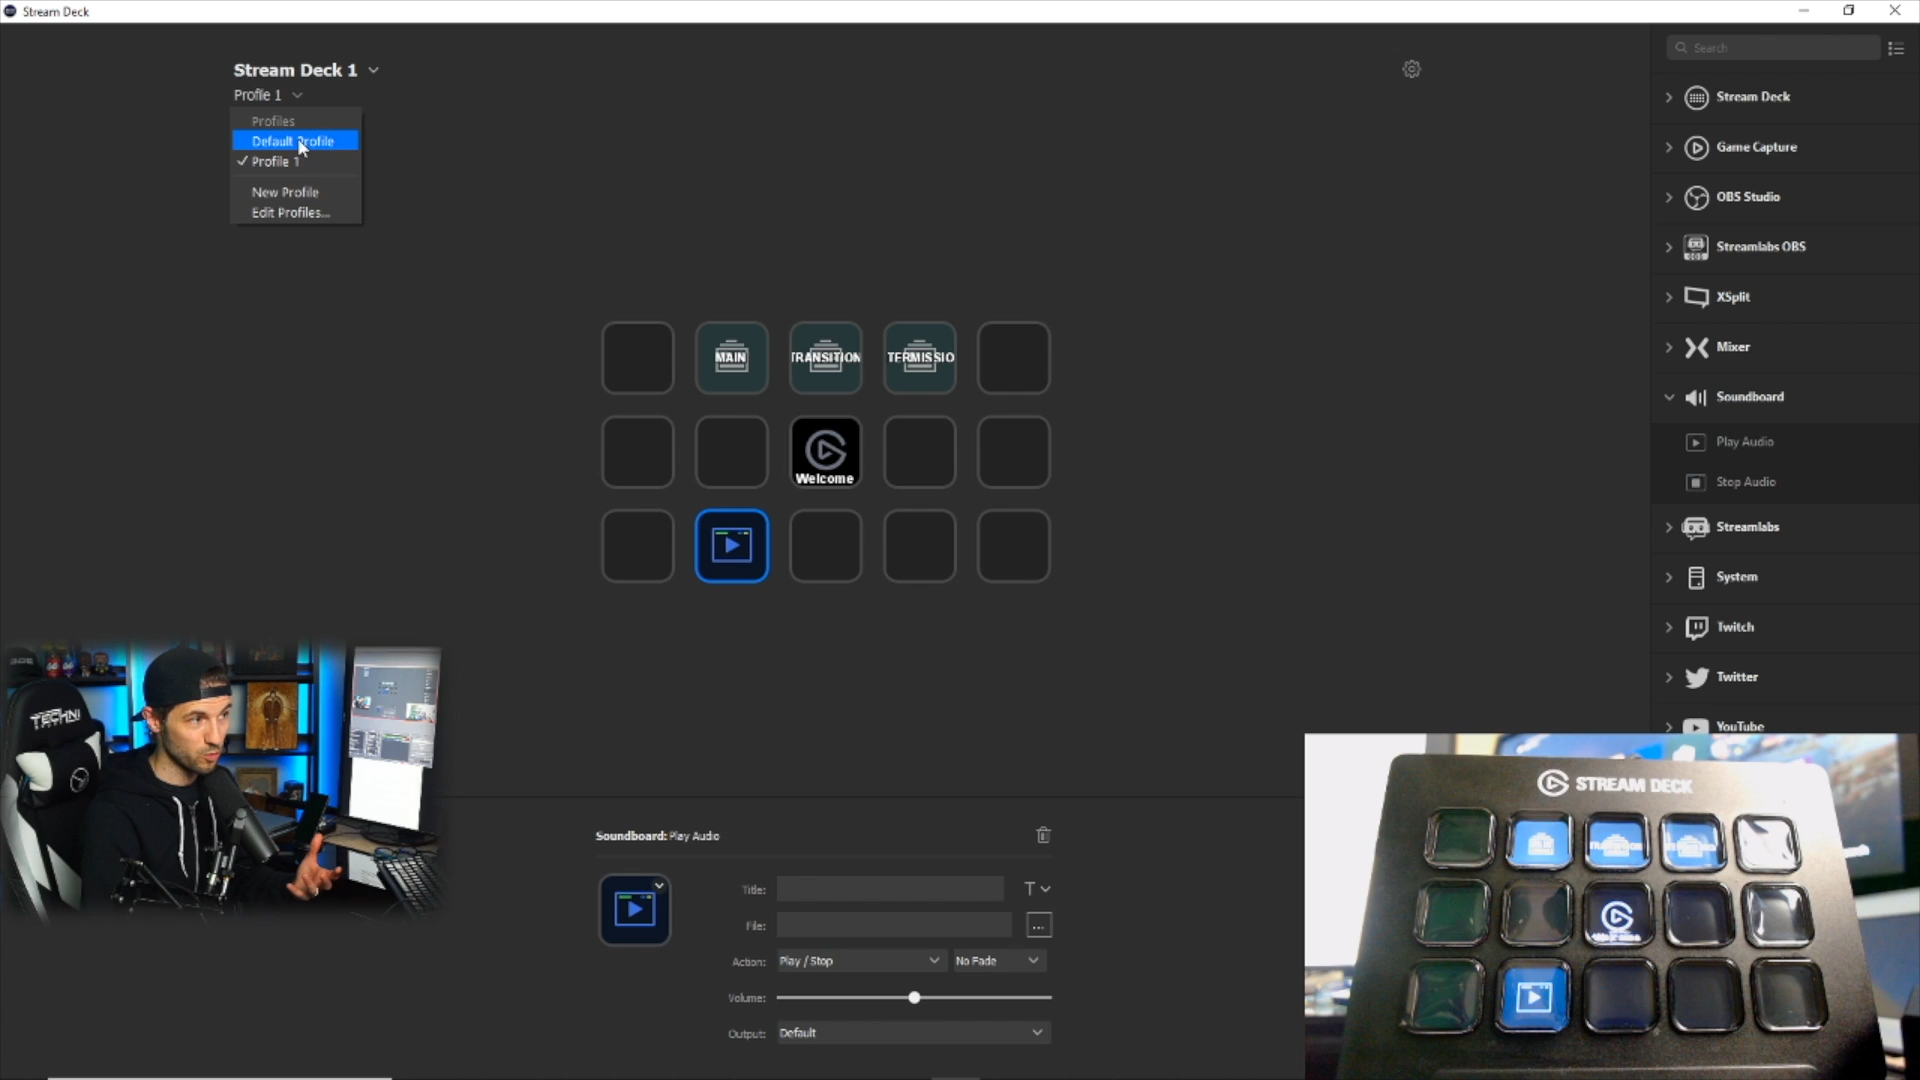 Stream Deck
Stream Deck 1
Profile 1
Profiles
Default Profile
Profile 1
New Profile
Edit Profiles...
MAIN
TRANSITION
TERMISSIO
Welcome
Search
Stream Deck
Game Capture
OBS Studio
Streamlabs OBS
XSplit
Mixer
Soundboard
Play Audio
Stop Audio
Streamlabs
System
Twitch
Twitter
YouTube
Soundboard: Play Audio
Title:
T
File:
...
Action:
Play / Stop
No Fade
Volume:
Output:
Default
TECHNI
STREAM DECK